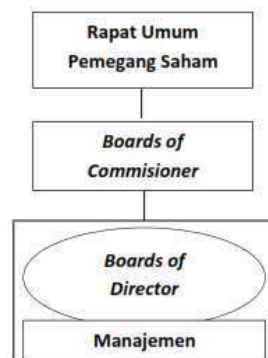 Rapat Umum
Pemegang Saham
Boards of
Commisioner
Boards of
Director
Manajemen